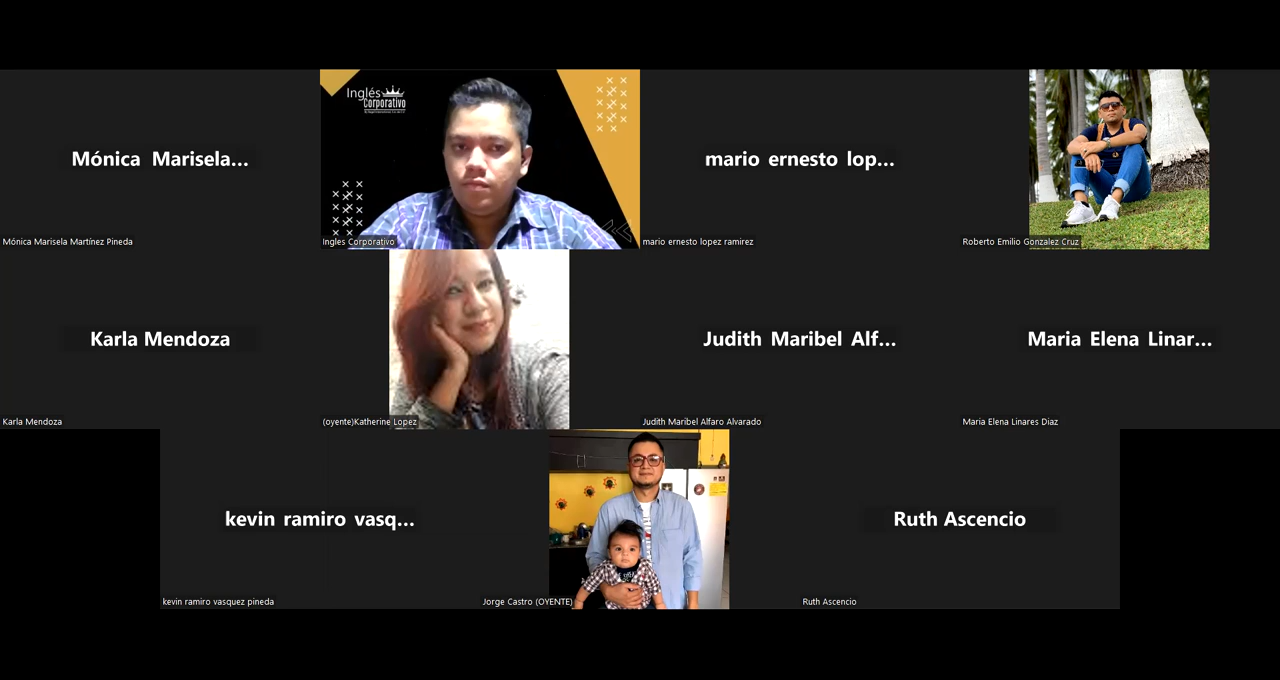 Mónica Marisela...
Mónica Marisela Martínez Pineda
Inglés
Corporativo
Ingles Corporativo
mario ernesto lop...
mario ernesto lopez ramirez
Roberto Emilio Gonzalez Cruz
Karla Mendoza
Karla Mendoza
(oyente)Katherine Lopez
Judith Maribel Alf...
Judith Maribel Alfaro Alvarado
Maria Elena Linar...
Maria Elena Linares Diaz
kevin ramiro vasq...
kevin ramiro vasquez pineda
Jorge Castro (OYENTE)
Ruth Ascencio
Ruth Ascencio